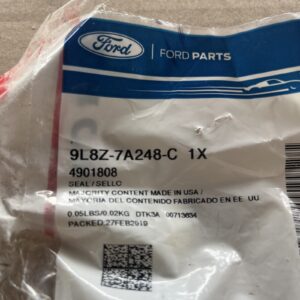 Ford
FORD PARTS
9L8Z-7A248-C 1X
4901808
SEAL/SELLO
MAJORITY CONTENT MADE IN USA /
MAYORIA DEL CONTENIDO FABRICADO EN EE. UU
0.05LBS/0.02KG DTK3A 00713634
PACKED:27FEB2019